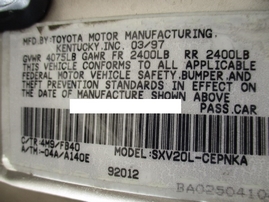 MFD. BY: TOYOTA MOTOR MANUFACTURING,
KENTUCKY, INC. 03/97
GVWR 4075LB GAWR FR 2400LB RR 2400LB
THIS VEHICLE CONFORMS TO ALL APPLICABLE
FEDERAL MOTOR VEHICLE SAFETY, BUMPER, AND
THEFT PREVENTION STANDARDS IN EFFECT ON
THE DATE OF MANUFACTURE SHOWN ABOVE.
PASS. CAR
C/TR: 4M9/FB40
A/TM: -04A/A140E
MODEL: SXV20L-CEPNKA
92012
BA0250410